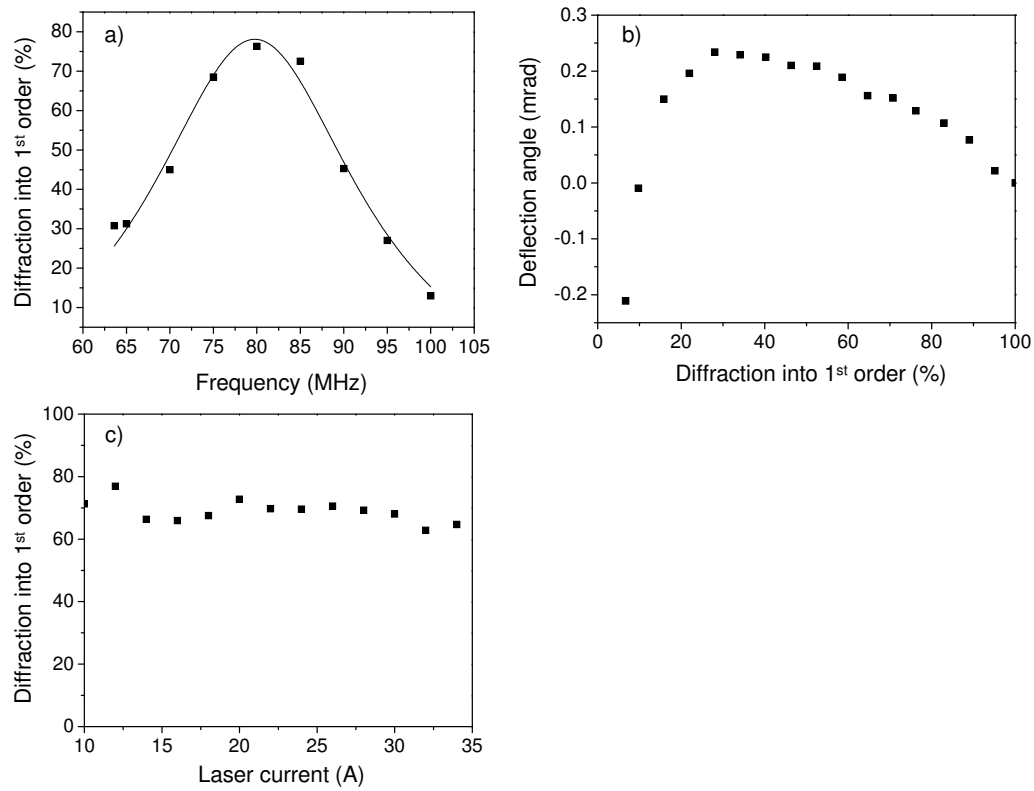 a)
80
70
60
50
40
30
20
10
Diffraction into 1st order (%)
60 65 70 75 80 85 90 95 100 105
Frequency (MHz)
b)
0.3
0.2
0.1
0.0
-0.1
-0.2
Deflection angle (mrad)
0 20 40 60 80 100
Diffraction into 1st order (%)
c)
100
80
60
40
20
0
Diffraction into 1st order (%)
10 15 20 25 30 35
Laser current (A)